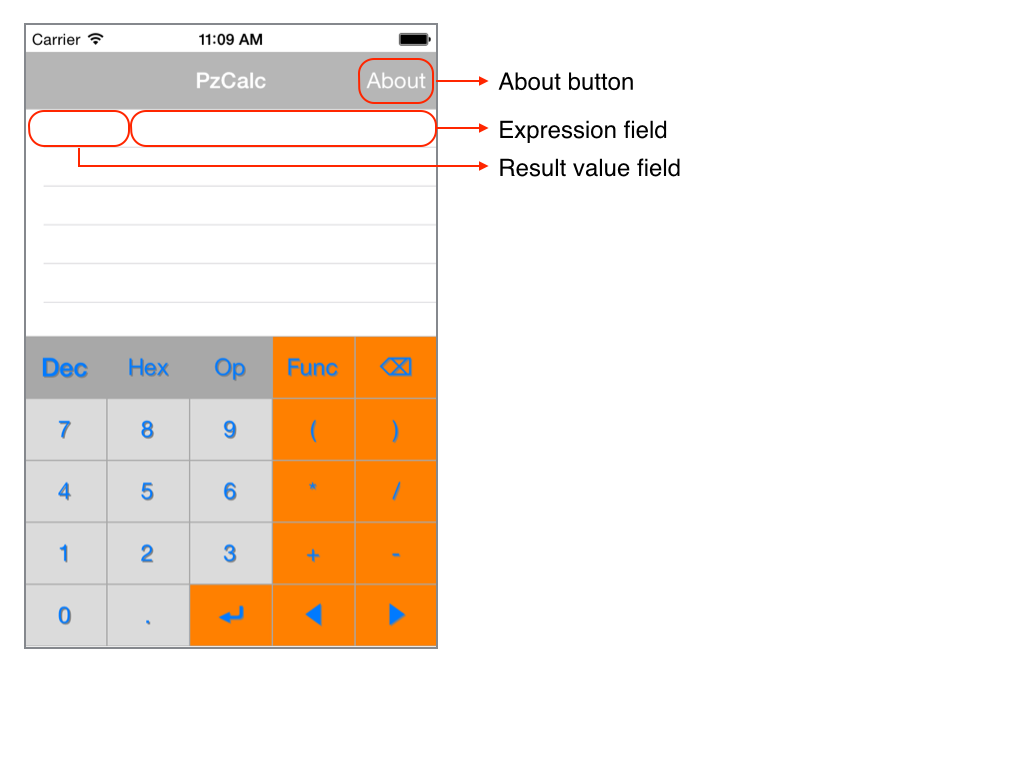 Carrier 11:09 AM
PzCalc About
About button
Expression field
Result value field
Dec Hex Op Func ⌫
7 8 9 ( )
4 5 6 * /
1 2 3 + -
0 . ↵ ◀ ▶